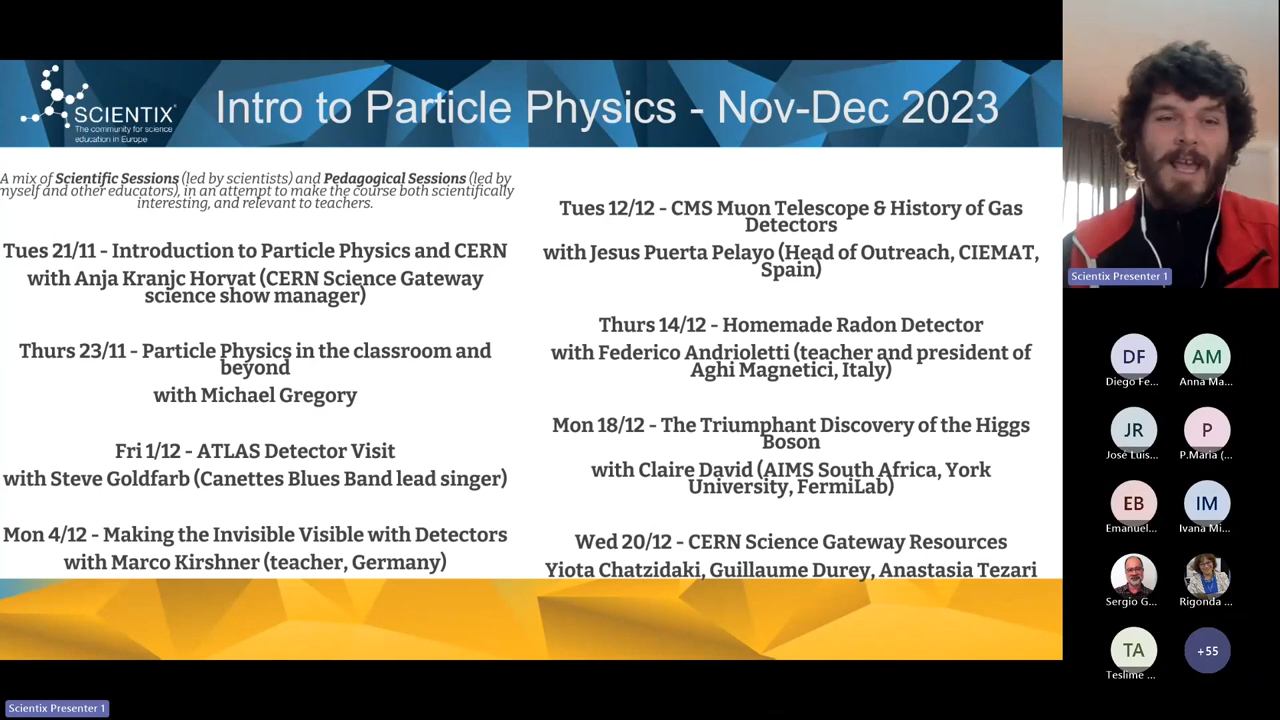 SCIENTIX
The community for science
education in Europe
Intro to Particle Physics - Nov-Dec 2023
A mix of Scientific Sessions (led by scientists) and Pedagogical Sessions (led by
myself and other educators), in an attempt to make the course both scientifically
interesting, and relevant to teachers.
Tues 21/11 - Introduction to Particle Physics and CERN
with Anja Kranjc Horvat (CERN Science Gateway
science show manager)
Thurs 23/11 - Particle Physics in the classroom and
beyond
with Michael Gregory
Fri 1/12 - ATLAS Detector Visit
with Steve Goldfarb (Canettes Blues Band lead singer)
Mon 4/12 - Making the Invisible Visible with Detectors
with Marco Kirshner (teacher, Germany)
Tues 12/12 - CMS Muon Telescope & History of Gas
Detectors
with Jesus Puerta Pelayo (Head of Outreach, CIEMAT,
Spain)
Thurs 14/12 - Homemade Radon Detector
with Federico Andrioletti (teacher and president of
Aghi Magnetici, Italy)
Mon 18/12 - The Triumphant Discovery of the Higgs
Boson
with Claire David (AIMS South Africa, York
University, FermiLab)
Wed 20/12 - CERN Science Gateway Resources
Yiota Chatzidaki, Guillaume Durey, Anastasia Tezari
Scientix Presenter 1
DF
Diego Fe...
AM
Anna Ma...
JR
José Luis...
P
P.Maria (...
EB
Emanuel...
IM
Ivana Mi...
Sergio G...
Rigonda ...
TA
Teslime ...
+55
Scientix Presenter 1